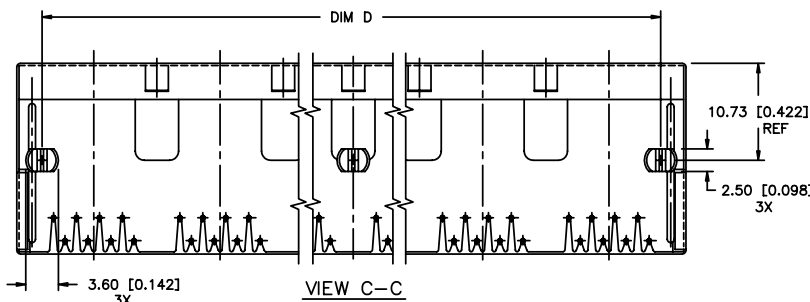 DIM D
10.73 [0.422]
REF
2.50 [0.098]
3X
3.60 [0.142]
3X
VIEW C-C